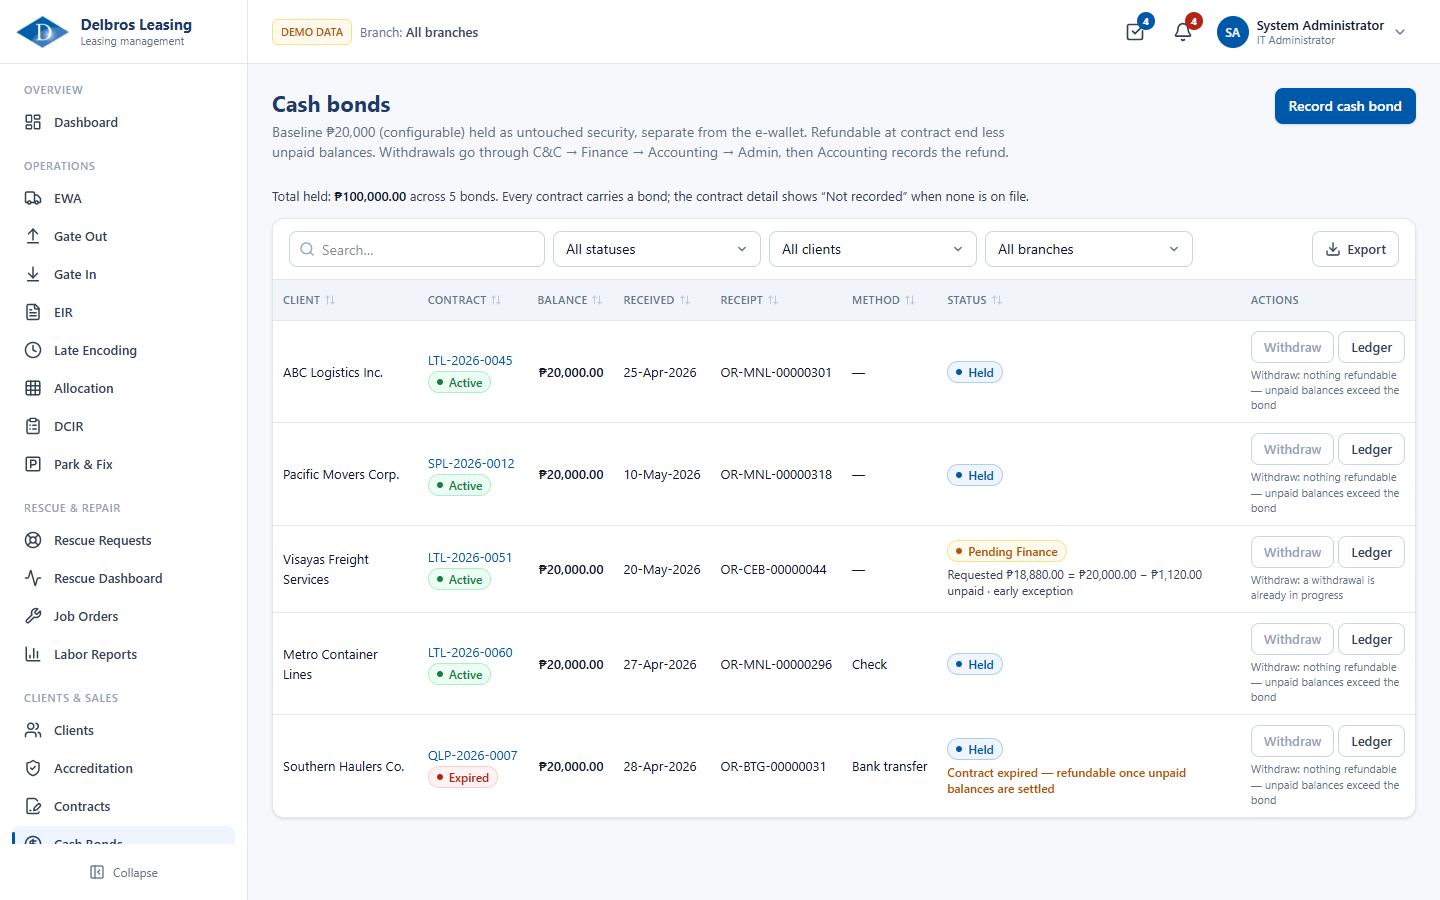 Delbros Leasing
Leasing management
DEMO DATA
Branch: All branches
4
4
SA
System Administrator
IT Administrator
OVERVIEW
Dashboard
OPERATIONS
EWA
Gate Out
Gate In
EIR
Late Encoding
Allocation
DCIR
Park & Fix
RESCUE & REPAIR
Rescue Requests
Rescue Dashboard
Job Orders
Labor Reports
CLIENTS & SALES
Clients
Accreditation
Contracts
Cash Bonds
Collapse
Cash bonds
Record cash bond
Baseline ₱20,000 (configurable) held as untouched security, separate from the e-wallet. Refundable at contract end less
unpaid balances. Withdrawals go through C&C → Finance → Accounting → Admin, then Accounting records the refund.
Total held: ₱100,000.00 across 5 bonds. Every contract carries a bond; the contract detail shows “Not recorded” when none is on file.
Search...
All statuses
All clients
All branches
Export
CLIENT CONTRACT BALANCE RECEIVED RECEIPT METHOD STATUS ACTIONS
ABC Logistics Inc. LTL-2026-0045 Active ₱20,000.00 25-Apr-2026 OR-MNL-00000301 — Held Withdraw Ledger
Withdraw: nothing refundable
— unpaid balances exceed the
bond
Pacific Movers Corp. SPL-2026-0012 Active ₱20,000.00 10-May-2026 OR-MNL-00000318 — Held Withdraw Ledger
Withdraw: nothing refundable
— unpaid balances exceed the
bond
Visayas Freight
Services
LTL-2026-0051
Active
₱20,000.00 20-May-2026 OR-CEB-00000044 —
Pending Finance
Requested ₱18,880.00 = ₱20,000.00 − ₱1,120.00
unpaid · early exception
Withdraw Ledger
Withdraw: a withdrawal is
already in progress
Metro Container
Lines
LTL-2026-0060
Active
₱20,000.00 27-Apr-2026 OR-MNL-00000296 Check Held
Withdraw Ledger
Withdraw: nothing refundable
— unpaid balances exceed the
bond
Southern Haulers Co. QLP-2026-0007 Expired ₱20,000.00 28-Apr-2026 OR-BTG-00000031 Bank transfer Held
Contract expired — refundable once unpaid
balances are settled
Withdraw Ledger
Withdraw: nothing refundable
— unpaid balances exceed the
bond